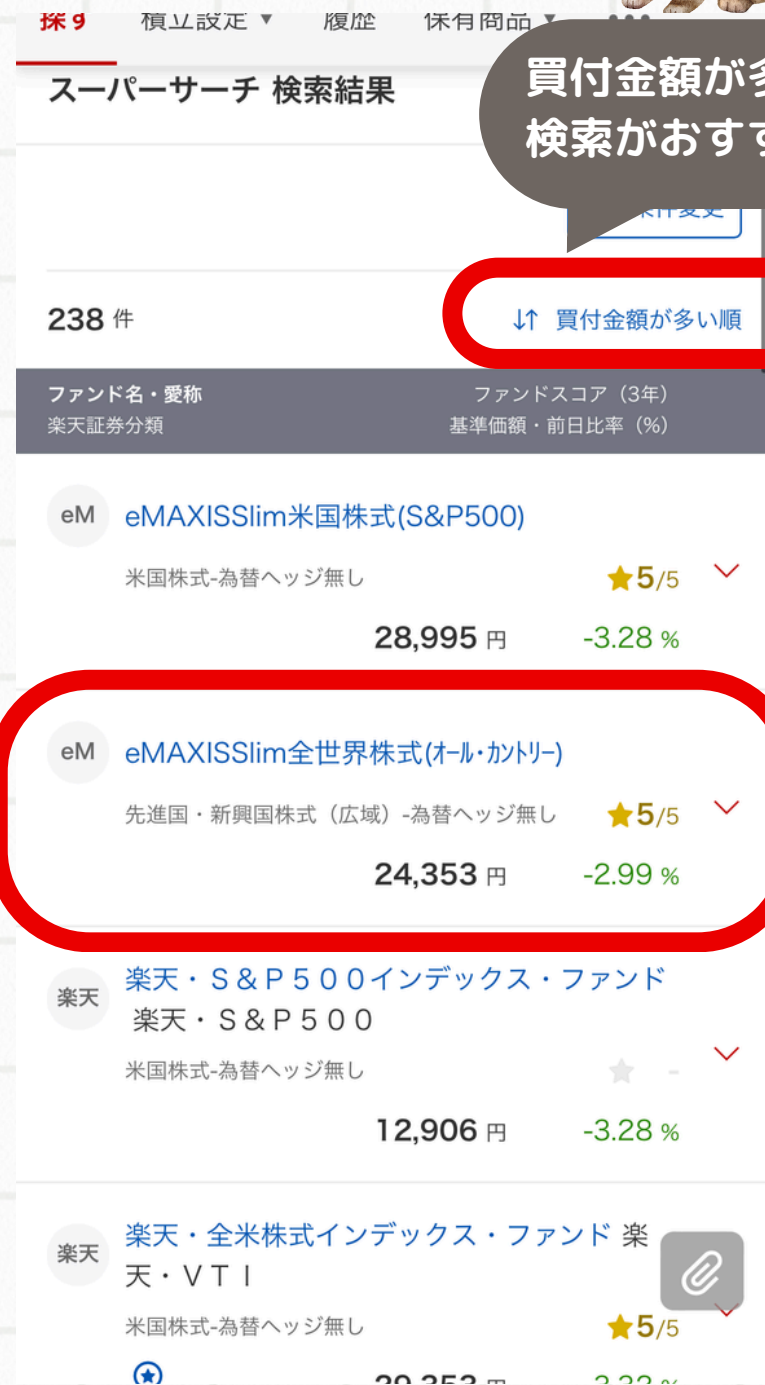 探す 積立設定 ▼ 履歴 保有商品 ▼ •••
スーパーサーチ 検索結果
買付金額が
検索がおす
件変更
238 件
↓↑ 買付金額が多い順
ファンド名・愛称 ファンドスコア（3年）
楽天証券分類 基準価額・前日比率（%）
eM eMAXISSlim米国株式(S&P500)
米国株式-為替ヘッジ無し ★5/5
28,995 円 -3.28 %
eM eMAXISSlim全世界株式(ｵｰﾙ･ｶﾝﾄﾘｰ)
先進国・新興国株式（広域）-為替ヘッジ無し ★5/5
24,353 円 -2.99 %
楽天 楽天・Ｓ＆Ｐ５００インデックス・ファンド
楽天・Ｓ＆Ｐ５００
米国株式-為替ヘッジ無し ★ -
12,906 円 -3.28 %
楽天 楽天・全米株式インデックス・ファンド 楽
天・ＶＴＩ
米国株式-為替ヘッジ無し ★5/5